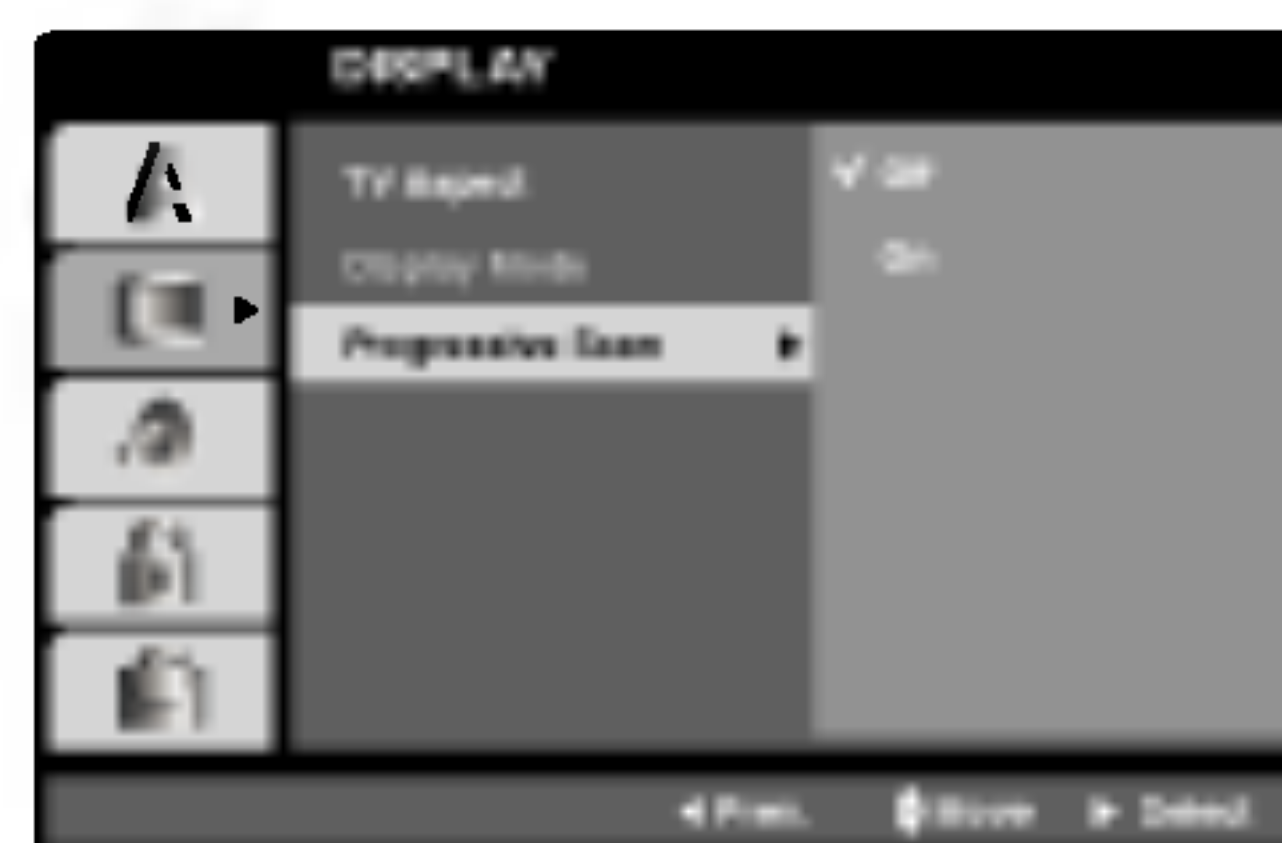 DISPLAY
TV Aspect
Display Mode
Progressive Scan
Off
On
Prev. Move Select